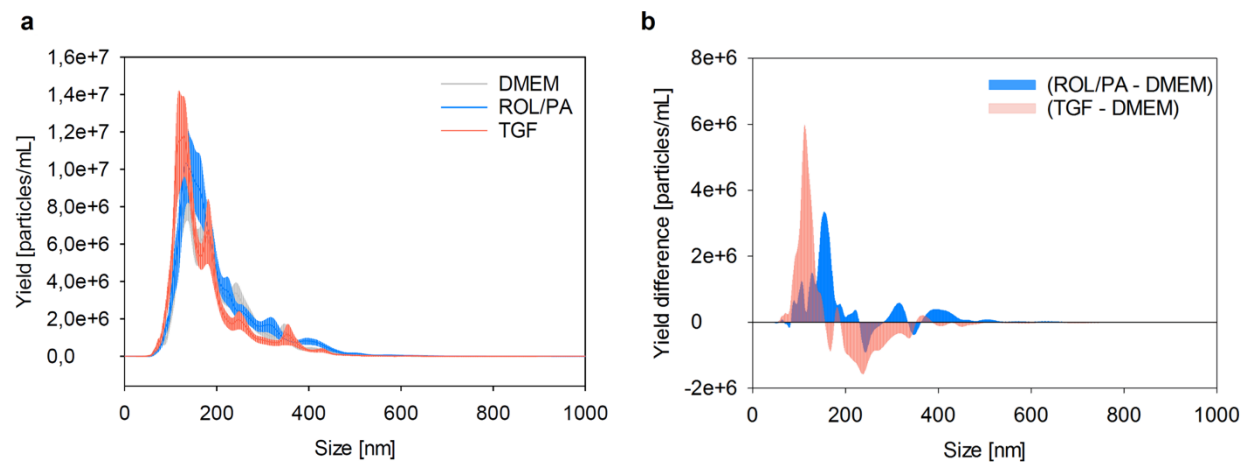 a
Yield [particles/mL]
1,6e+7
1,4e+7
1,2e+7
1,0e+7
8,0e+6
6,0e+6
4,0e+6
2,0e+6
0,0
DMEM
ROL/PA
TGF
0
200
400
600
800
1000
Size [nm]
b
Yield difference [particles/mL]
8e+6
6e+6
4e+6
2e+6
0
-2e+6
(ROL/PA - DMEM)
(TGF - DMEM)
0
200
400
600
800
1000
Size [nm]